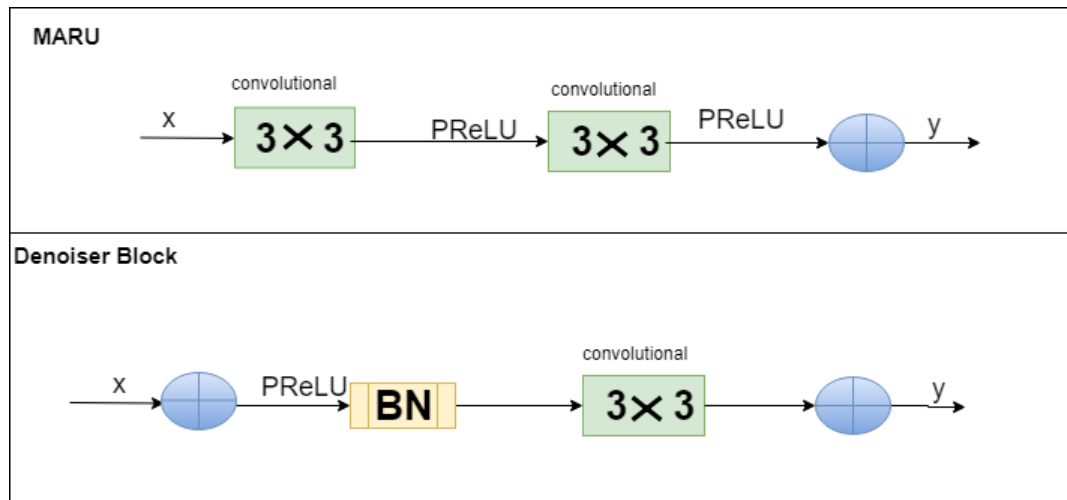 MARU
convolutional
convolutional
x
3×3
PReLU
3×3
PReLU
y
Denoiser Block
convolutional
x
PReLU
BN
3×3
y